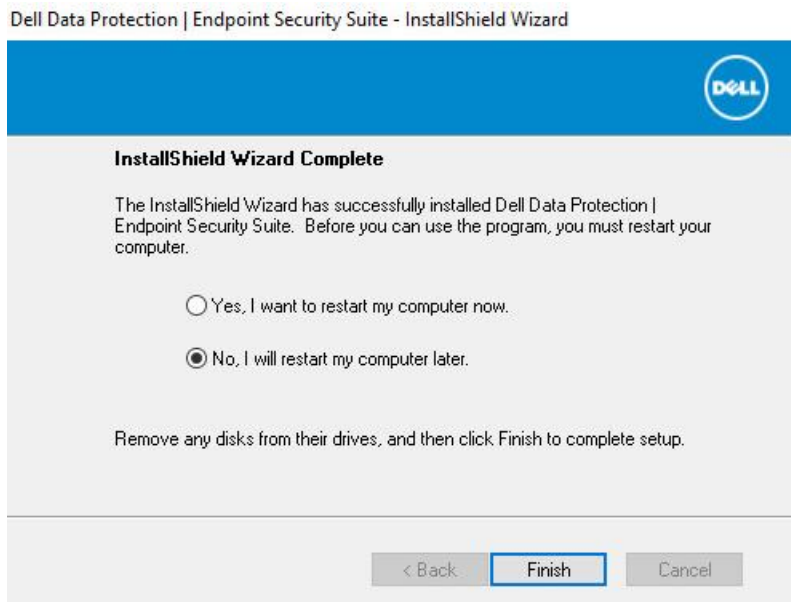 Dell Data Protection | Endpoint Security Suite - InstallShield Wizard
DELL
InstallShield Wizard Complete
The InstallShield Wizard has successfully installed Dell Data Protection |
Endpoint Security Suite.  Before you can use the program, you must restart your
computer.
Yes, I want to restart my computer now.
No, I will restart my computer later.
Remove any disks from their drives, and then click Finish to complete setup.
< Back Finish Cancel